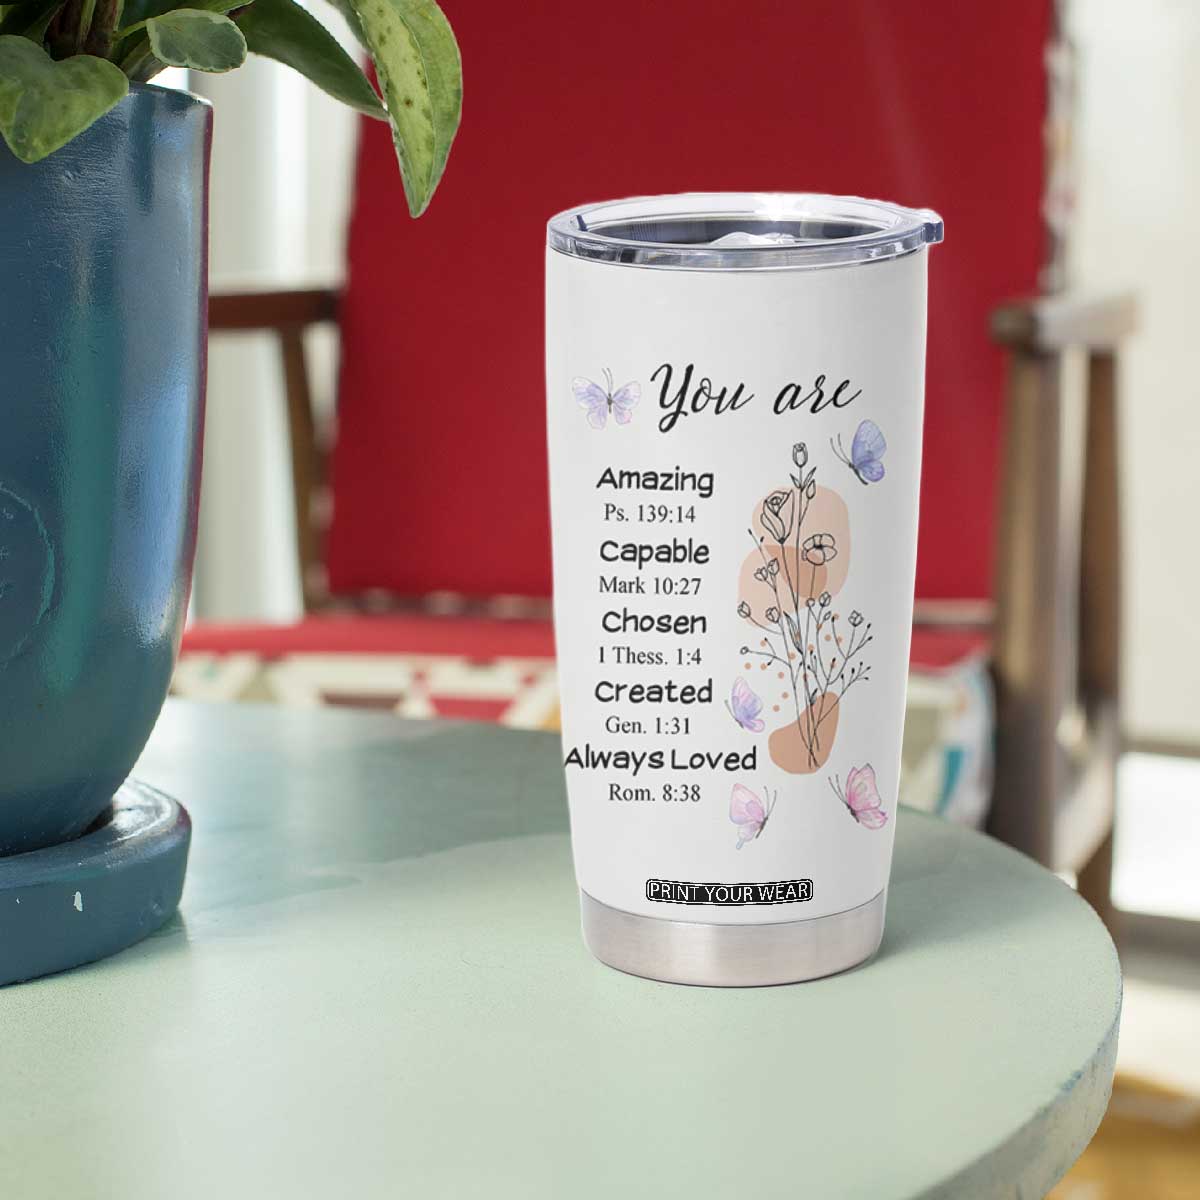 You are
Amazing
Ps. 139:14
Capable
Mark 10:27
Chosen
1 Thess. 1:4
Created
Gen. 1:31
Always Loved
Rom. 8:38
PRINT YOUR WEAR